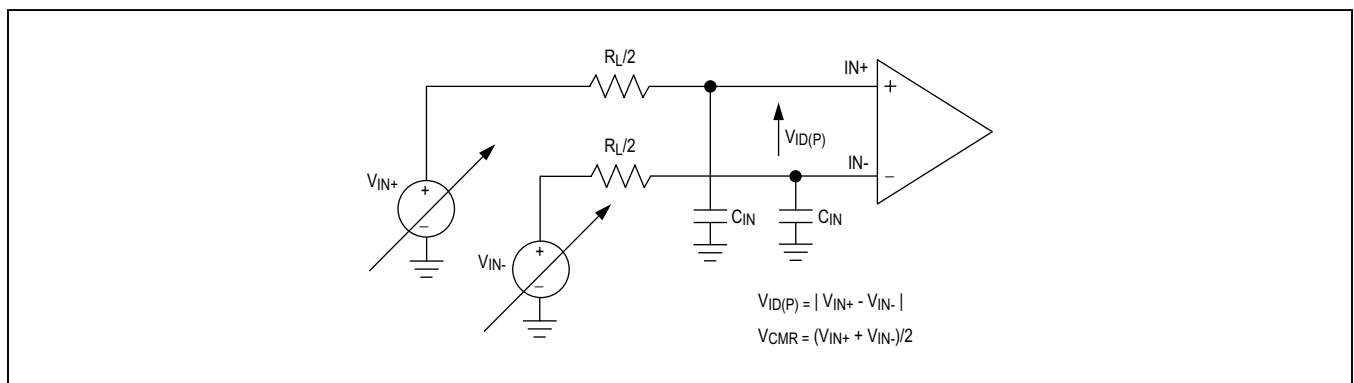 RL/2
IN+
+
VID(P)
RL/2
IN-
−
VIN+
+
−
CIN
CIN
VIN-
+
−
VID(P) = | VIN+ - VIN- |
VCMR = (VIN+ + VIN-)/2